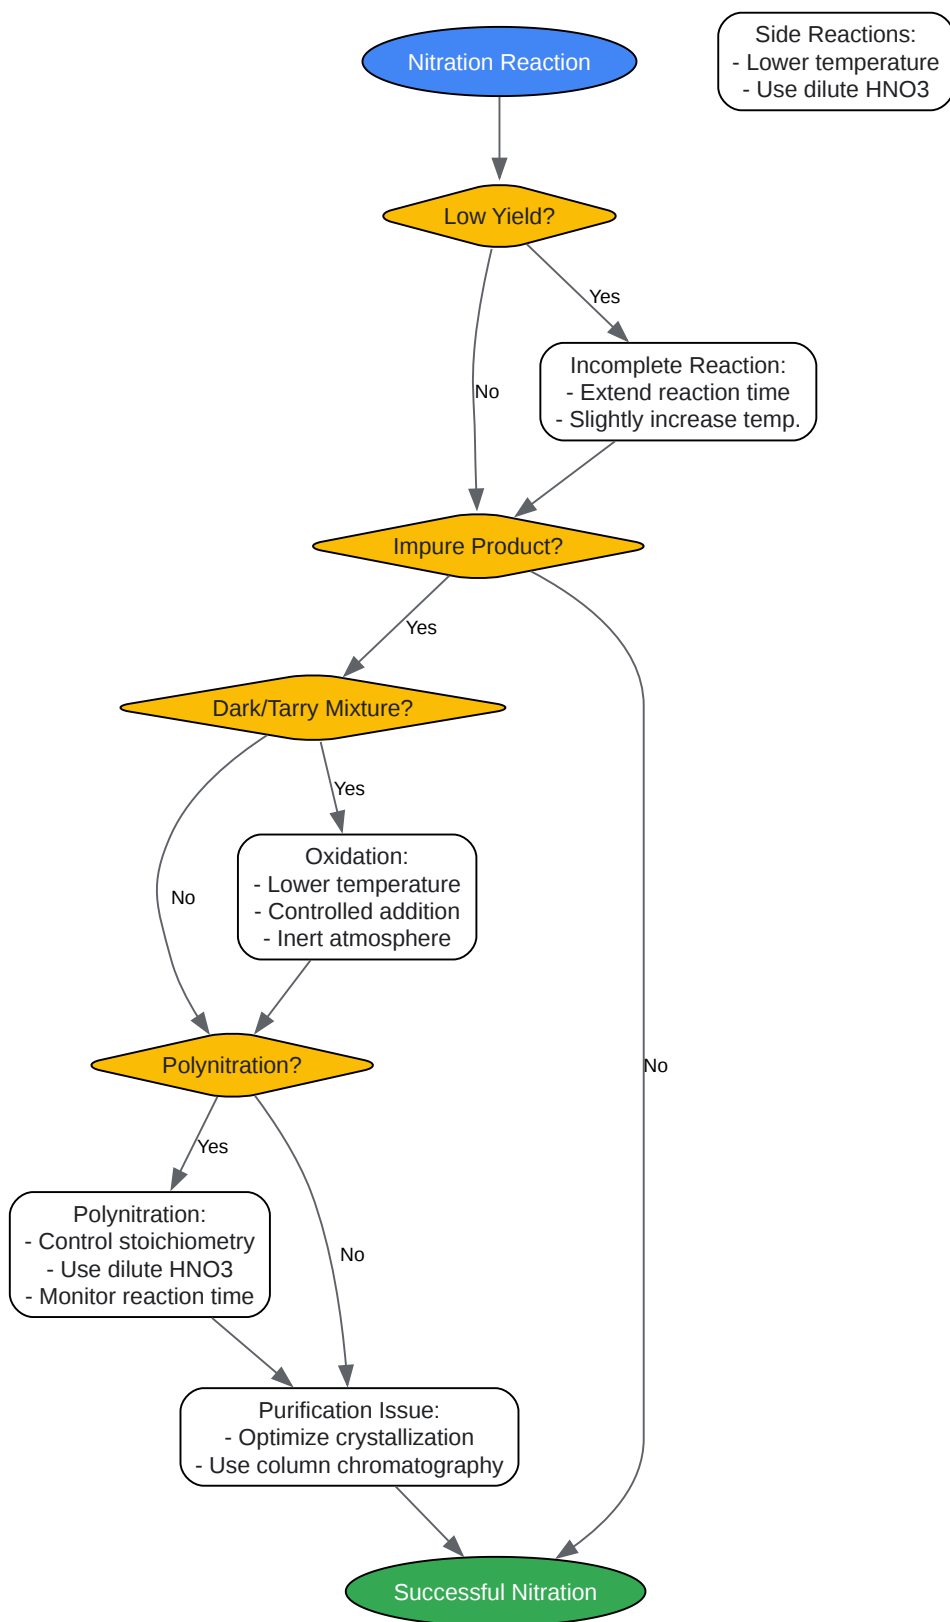 Nitration Reaction
Side Reactions:
- Lower temperature
- Use dilute HNO3
Low Yield?
Yes
No
Incomplete Reaction:
- Extend reaction time
- Slightly increase temp.
Impure Product?
Yes
Dark/Tarry Mixture?
Yes
No
Oxidation:
- Lower temperature
- Controlled addition
- Inert atmosphere
Polynitration?
No
Yes
No
Polynitration:
- Control stoichiometry
- Use dilute HNO3
- Monitor reaction time
Purification Issue:
- Optimize crystallization
- Use column chromatography
Successful Nitration